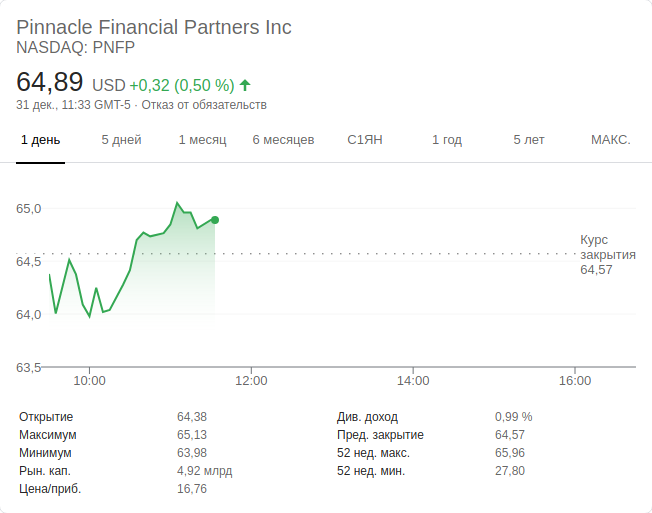 Pinnacle Financial Partners Inc
NASDAQ: PNFP
64,89 USD +0,32 (0,50 %)
31 дек., 11:33 GMT-5 · Отказ от обязательств
1 день 5 дней 1 месяц 6 месяцев С1ЯН 1 год 5 лет МАКС.
65,0
Курс
закрытия
64,57
64,5
64,0
63,5
10:00 12:00 14:00 16:00
Открытие 64,38 Див. доход 0,99 %
Максимум 65,13 Пред. закрытие 64,57
Минимум 63,98 52 нед. макс. 65,96
Рын. кап. 4,92 млрд 52 нед. мин. 27,80
Цена/приб. 16,76